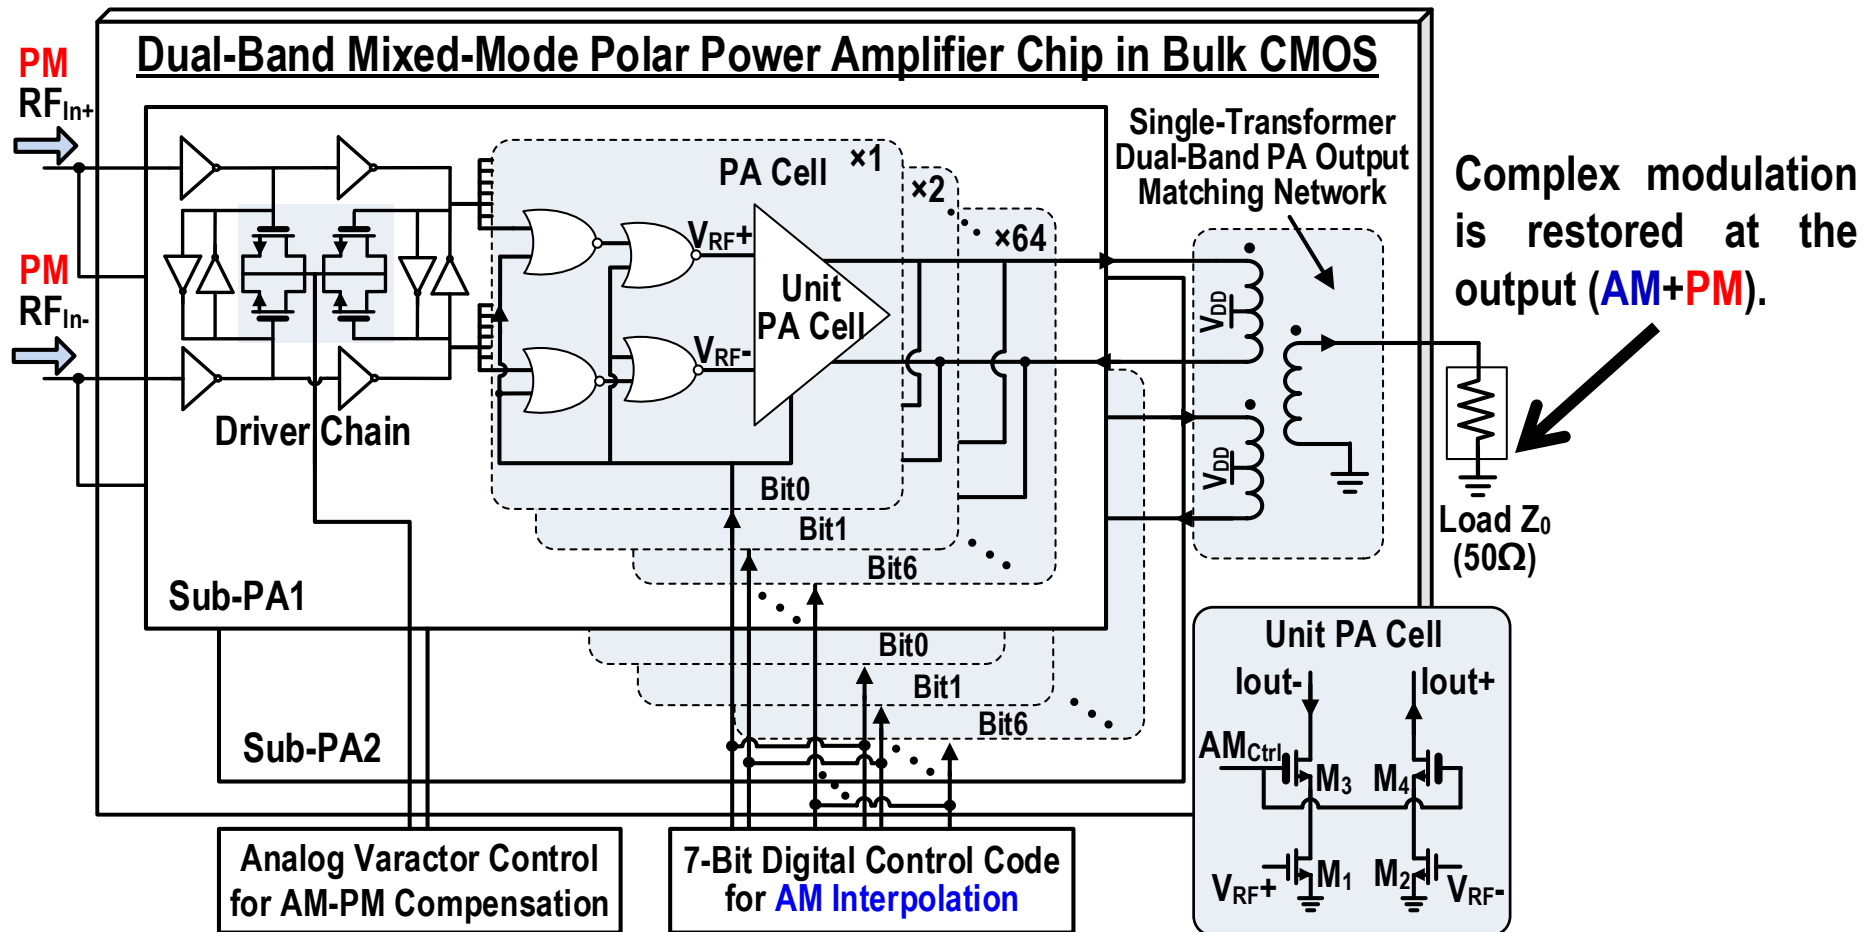 Dual-Band Mixed-Mode Polar Power Amplifier Chip in Bulk CMOS
PM
RFIn+
PM
RFIn-
Driver Chain
PA Cell
×1
×2
×64
VRF+
VRF-
Unit
PA Cell
Bit0
Bit1
Bit6
Sub-PA1
Bit0
Bit1
Bit6
Sub-PA2
Single-Transformer
Dual-Band PA Output
Matching Network
VDD
VDD
Complex modulation
is restored at the
output (AM+PM).
Load Z0
(50Ω)
Unit PA Cell
Iout-
Iout+
AMCtrl
M3
M4
M1
M2
VRF+
VRF-
Analog Varactor Control
for AM-PM Compensation
7-Bit Digital Control Code
for AM Interpolation